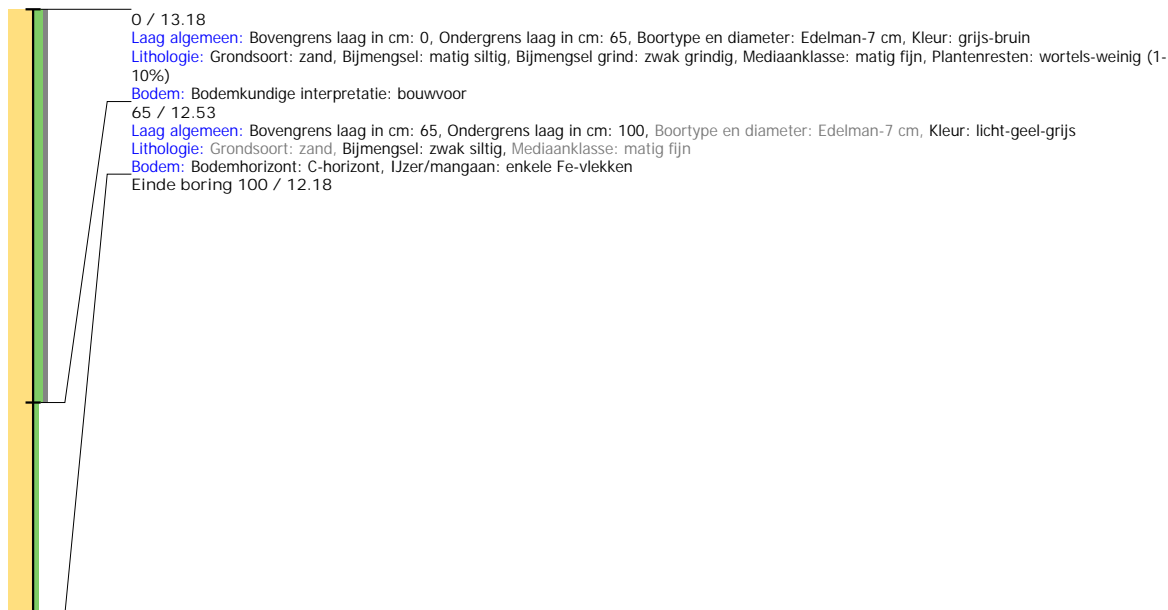 0 / 13.18
Laag algemeen: Bovengrens laag in cm: 0, Ondergrens laag in cm: 65, Boortype en diameter: Edelman-7 cm, Kleur: grijs-bruin
Lithologie: Grondsoort: zand, Bijmengsel: matig siltig, Bijmengsel grind: zwak grindig, Mediaanklasse: matig fijn, Plantenresten: wortels-weinig (1-
10%)
Bodem: Bodemkundige interpretatie: bouwvoor
65 / 12.53
Laag algemeen: Bovengrens laag in cm: 65, Ondergrens laag in cm: 100, Boortype en diameter: Edelman-7 cm, Kleur: licht-geel-grijs
Lithologie: Grondsoort: zand, Bijmengsel: zwak siltig, Mediaanklasse: matig fijn
Bodem: Bodemhorizont: C-horizont, IJzer/mangaan: enkele Fe-vlekken
Einde boring 100 / 12.18